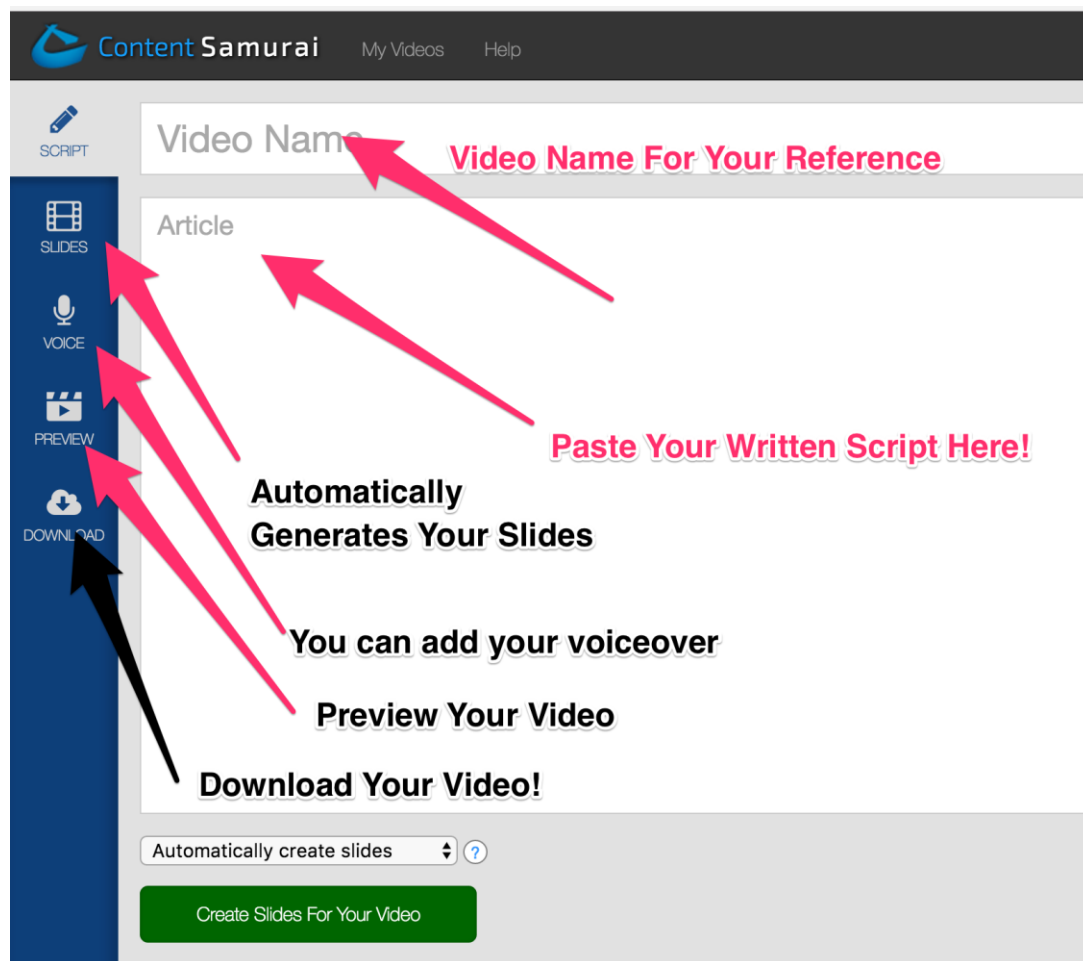 Content Samurai My Videos Help
SCRIPT
Video Name
Video Name For Your Reference
Article
SLIDES
VOICE
PREVIEW
Paste Your Written Script Here!
Automatically
Generates Your Slides
DOWNLOAD
You can add your voiceover
Preview Your Video
Download Your Video!
Automatically create slides ?
Create Slides For Your Video